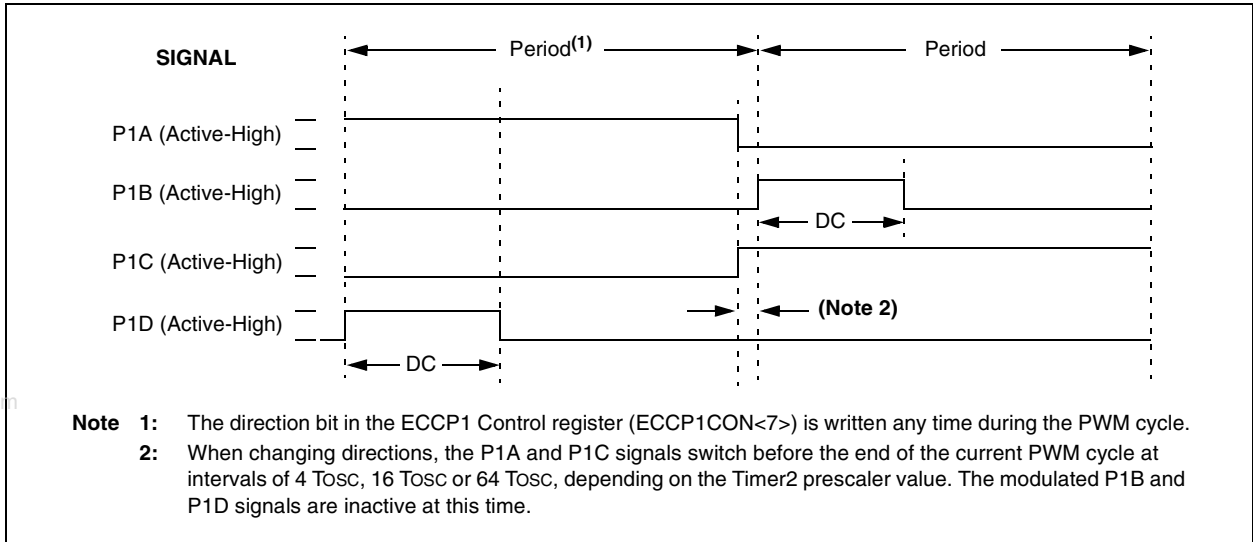 SIGNAL
Period(1)
Period
P1A (Active-High)
P1B (Active-High)
DC
P1C (Active-High)
(Note 2)
P1D (Active-High)
DC
m
Note 1: The direction bit in the ECCP1 Control register (ECCP1CON<7>) is written any time during the PWM cycle.
2: When changing directions, the P1A and P1C signals switch before the end of the current PWM cycle at
intervals of 4 TOSC, 16 TOSC or 64 TOSC, depending on the Timer2 prescaler value. The modulated P1B and
P1D signals are inactive at this time.